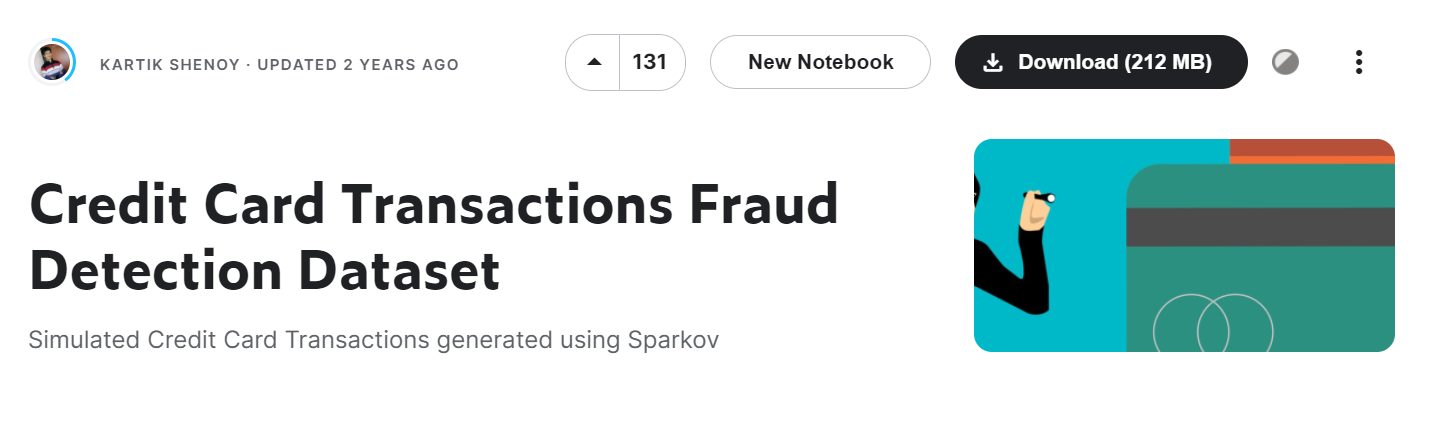 KARTIK SHENOY · UPDATED 2 YEARS AGO
131
New Notebook
Download (212 MB)
Credit Card Transactions Fraud
Detection Dataset
Simulated Credit Card Transactions generated using Sparkov